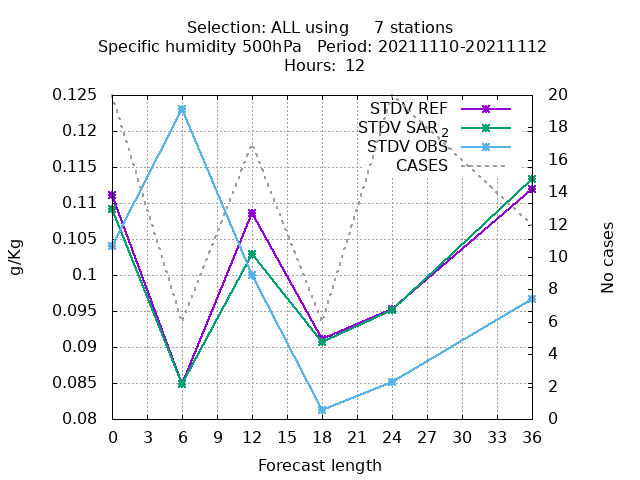 Selection: ALL using     7 stations
Specific humidity 500hPa   Period: 20211110-20211112
Hours: 12
STDV REF
STDV SAR 2
STDV OBS
CASES
0.125
0.12
0.115
0.11
0.105
0.1
0.095
0.09
0.085
0.08
g/Kg
20
18
16
14
12
10
8
6
4
2
0
No cases
0 3 6 9 12 15 18 21 24 27 30 33 36
Forecast length